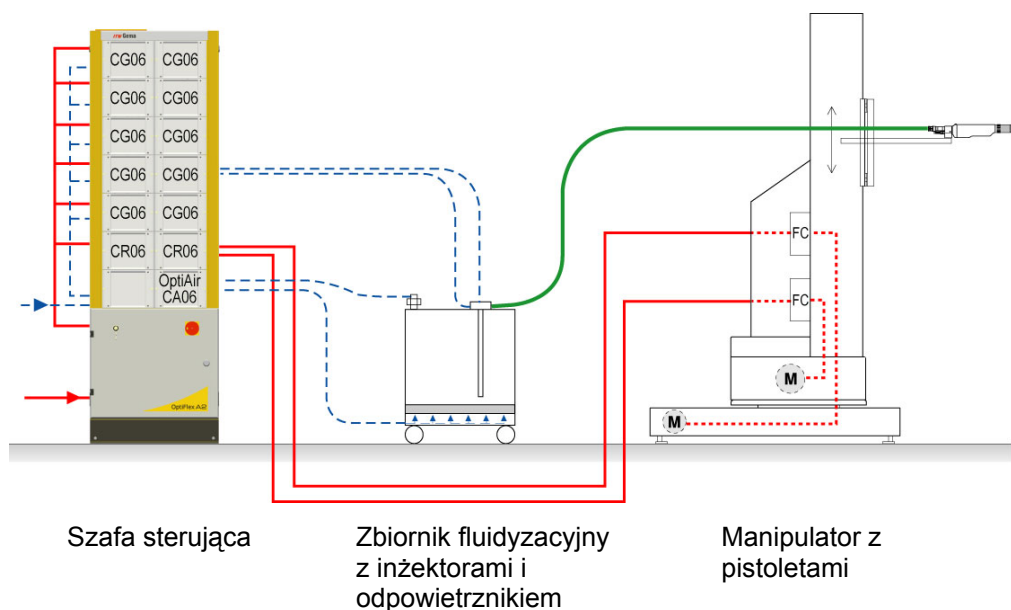 Gema
CG06 CG06
CG06 CG06
CG06 CG06
CG06 CG06
CG06 CG06
CR06 CR06
OptiAir
CA06
OptiFlex A2
FC
FC
M
M
Szafa sterująca
Zbiornik fluidyzacyjny
z inżektorami i
odpowietrznikiem
Manipulator z
pistoletami